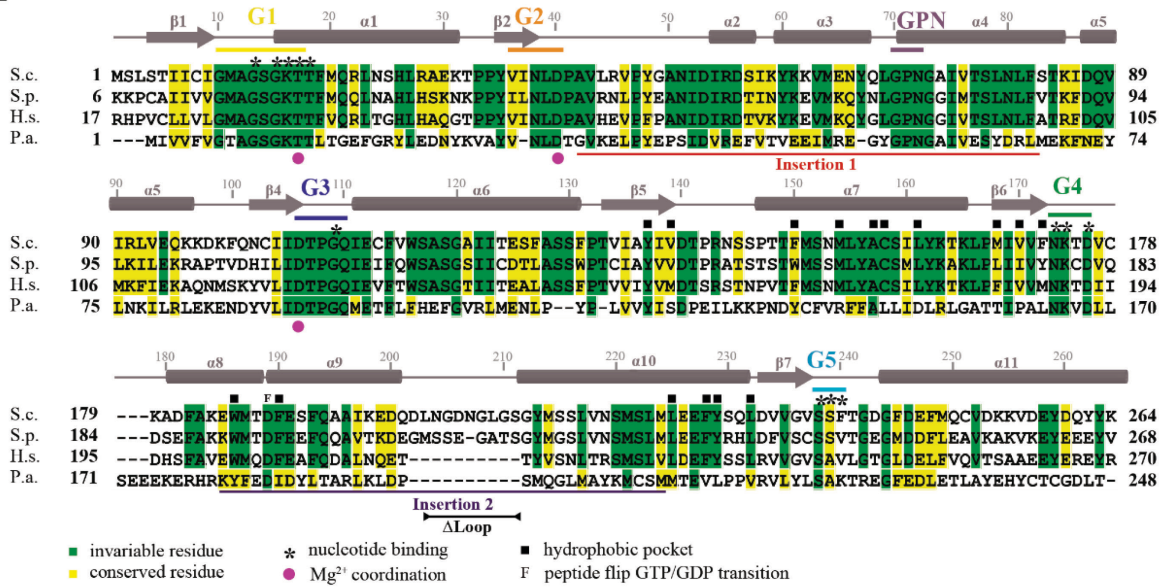 G1 G2 GPN
β1 10 20 α1 30 β2 40 50 α2 60 α3 70 α4 80 α5
* ****
S.c. 1 MSLSTIICIGMAGSGKTTFMQRLNSHLRAEKTPPYVINLDPAVLRVPYGANIDIRDSIKYKKVMENYQLGPNGAIVTSLNLFSTKIDQV 89
S.p. 6 KKPCAIIVVGMAGSGKTTFMQQLNAHLHSKNKPPYILNLDPAVRNLPYEANIDIRDTINYKEVMKQYNLGPNGGIMTSLNLFVTKFDQV 94
H.s. 17 RHPVCLLVLGMAGSGKTTFVQRLTGHLHAQGTPPYVINLDPAVHEVPFPANIDIRDTVKYKEVMKQYGLGPNGGIVTSLNLFATRFDQV 105
P.a. 1 ---MIVVFVGTAGSGKTTLTGEFGRYLEDNYKVAYV-NLDTGVKELPYEPSIDVREFVTVEEIMRE-GYGPNGAIVESYDRLMEKFNEY 74
Insertion 1
90 α5 100 β4 G3 110 120 α6 130 β5 140 150 α7 160 β6 170 G4
* ** *
S.c. 90 IRLVEQKKDKFQNCIIDTPGQIECFVWSASGAIITESFASSFPTVIAYIVDTPRNSSPTTFMSNMLYACSILYKTKLPMIVVFNKTDVC 178
S.p. 95 LKILEKRAPTVDHILIDTPGQIEIFQWSASGSIICDTLASSWPTCIAYVVDTPRATSTSTWMSSMLYACSMLYKAKLPLIIVYNKCDVQ 183
H.s. 106 MKFIEKAQNMSKYVLIDTPGQIEVFTWSASGTIITEALASSFPTVVIYVMDTSRSTNPVTFMSNMLYACSILYKTKLPFIVVMNKTDII 194
P.a. 75 LNKILRLEKENDYVLIDTPGQMETFLFHEFGVRLMENLP--YP-LVVYISDPEILKKPNDYCFVRFFALLIDLRLGATTIPALNKVDLL 170
180 α8 190 α9 200 210 α10 220 230 β7 G5 240 250 α11 260
F ***
S.c. 179 ---KADFAKEWMTDFESFQAAIKEDQDLNGDNGLGSGYMSSLVNSMSLMLEEFYSQLDVVGVSSFTGDGFDEFMQCVDKKVDEYDQYYK 264
S.p. 184 ---DSEFAKKWMTDFEEFQQAVTKDEGMSSE-GATSGYMGSLVNSMSLMLEEFYRHLDFVSCSSVTGEGMDDFLEAVKAKVKEYEEEYV 268
H.s. 195 ---DHSFAVEWMQDFEAFQDALNQET----------TYVSNLTRSMSLVLDEFYSSLRVVGVSAVLGTGLDELFVQVTSAAEEYEREYR 270
P.a. 171 SEEEKERHRKYFEDIDYLTARLKLDP----------SMQGLMAYKMCSMMTEVLPPVRVLYLSAKTREGFEDLETLAYEHYCTCGDLT- 248
Insertion 2
ΔLoop
invariable residue * nucleotide binding hydrophobic pocket
conserved residue Mg2+ coordination F peptide flip GTP/GDP transition